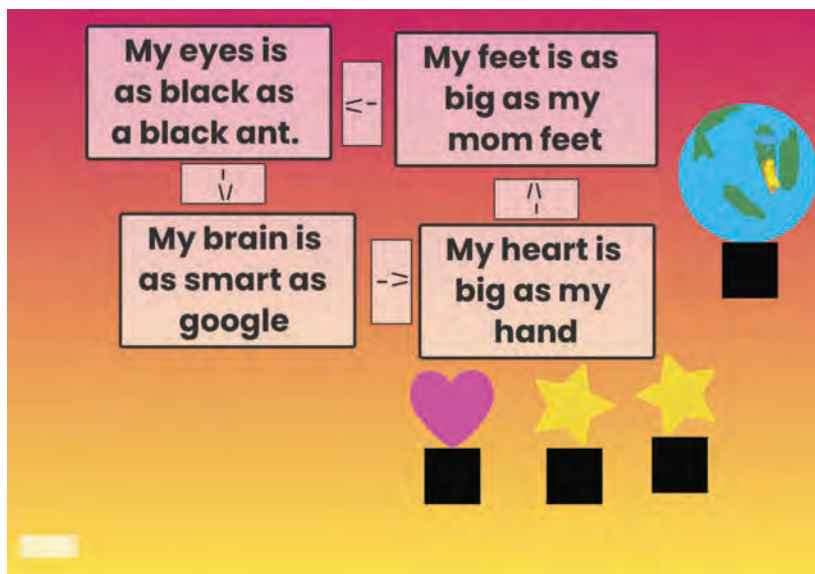 My eyes is
as black as
a black ant.
<-
My feet is as
big as my
mom feet
-
\/
/\
-
My brain is
as smart as
google
->
My heart is
big as my
hand